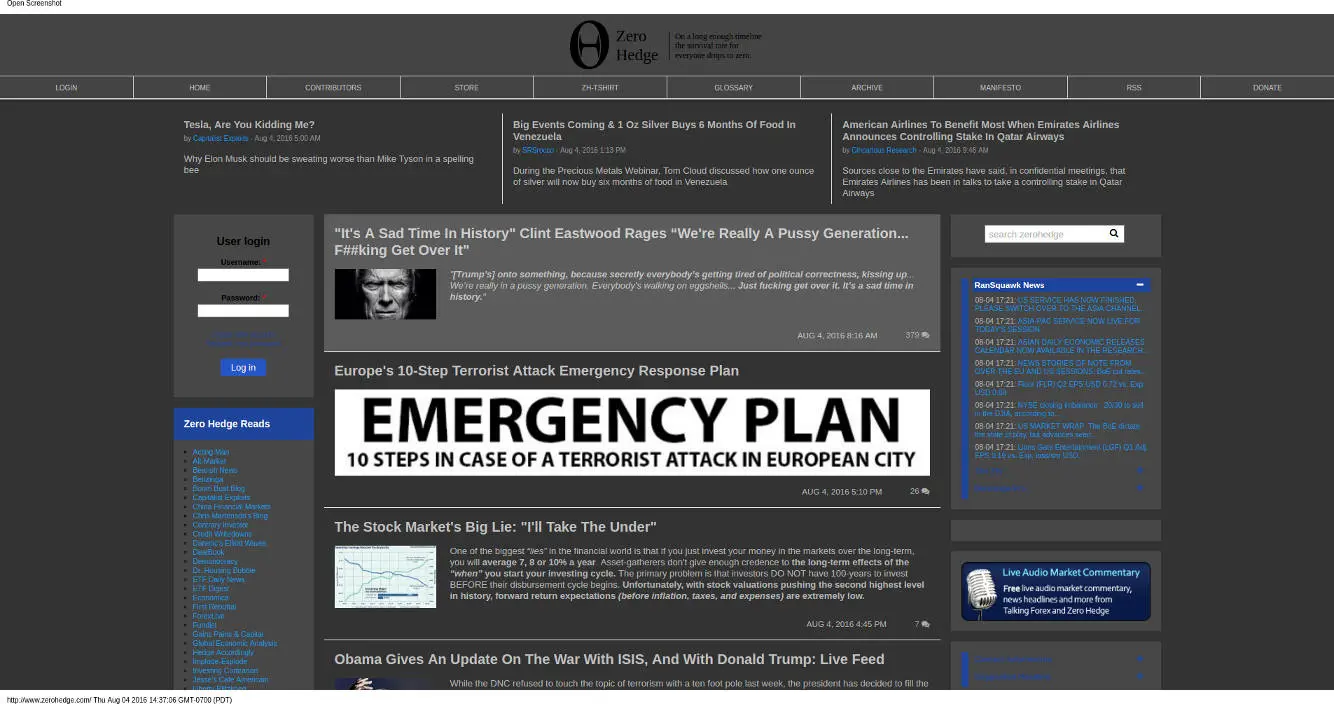 Open Screenshot
Zero
Hedge
On a long enough timeline
the survival rate for
everyone drops to zero.
LOGIN
HOME
CONTRIBUTORS
STORE
ZH-TSHIRT
GLOSSARY
ARCHIVE
MANIFESTO
RSS
DONATE
Tesla, Are You Kidding Me?
by Capitalist Exploits - Aug 4, 2016 5:00 AM
Why Elon Musk should be sweating worse than Mike Tyson in a spelling
bee
Big Events Coming & 1 Oz Silver Buys 6 Months Of Food In
Venezuela
by SRSrocco - Aug 4, 2016 1:13 PM
During the Precious Metals Webinar, Tom Cloud discussed how one ounce
of silver will now buy six months of food in Venezuela
American Airlines To Benefit Most When Emirates Airlines
Announces Controlling Stake In Qatar Airways
by Gregarious Research - Aug 4, 2016 9:46 AM
Sources close to the Emirates have said, in confidential meetings, that
Emirates Airlines has been in talks to take a controlling stake in Qatar
Airways
User login
Username: *
Password: *
Log in
Zero Hedge Reads
Acting Man
Alt-Market
Bearish News
Benzinga
Boom Bust Blog
Capitalist Exploits
China Financial Markets
Chris Martenson's Blog
Contrary Investor
Credit Writedowns
Daneric's Elliott Waves
DealBook
Demonocracy
Dr. Housing Bubble
ETF Daily News
ETF Digest
Economica
First Rebuttal
ForexLive
Fundist
Gains Pains & Capital
Global Economic Analysis
Hedge Accordingly
Implode-Explode
Investing Contrarian
Jesse's Cafe Americain
Liberty Blitzkrieg
"It's A Sad Time In History" Clint Eastwood Rages “We're Really A Pussy Generation...
F##king Get Over It"
"[Trump's] onto something, because secretly everybody's getting tired of political correctness, kissing up...
We're really in a pussy generation. Everybody's walking on eggshells... Just fucking get over it. It's a sad time in
history."
AUG 4, 2016 8:16 AM
379
Europe's 10-Step Terrorist Attack Emergency Response Plan
EMERGENCY PLAN
10 STEPS IN CASE OF A TERRORIST ATTACK IN EUROPEAN CITY
AUG 4, 2016 5:10 PM
26
The Stock Market's Big Lie: "I'll Take The Under"
One of the biggest “lies” in the financial world is that if you just invest your money in the markets over the long-term,
you will average 7, 8 or 10% a year. Asset-gatherers don't give enough credence to the long-term effects of the
“when” you start your investing cycle. The primary problem is that investors DO NOT have 100-years to invest
BEFORE their disbursement cycle begins. Unfortunately, with stock valuations pushing the second highest level
in history, forward return expectations (before inflation, taxes, and expenses) are extremely low.
AUG 4, 2016 4:45 PM
7
Obama Gives An Update On The War With ISIS, And With Donald Trump: Live Feed
While the DNC refused to touch the topic of terrorism with a ten foot pole last week, the president has decided to fill the
search zerohedge
RanSquawk News
08-04 17:21: US SERVICE HAS NOW FINISHED,
PLEASE SWITCH OVER TO THE ASIA CHANNEL.
08-04 17:21: ASIA-PAC SERVICE NOW LIVE FOR
TODAY'S SESSION
08-04 17:21: ASIAN DAILY ECONOMIC RELEASES
CALENDAR NOW AVAILABLE IN THE RESEARCH...
08-04 17:21: NEWS STORIES OF NOTE FROM
OVER THE EU AND US SESSIONS: BoE cut rates...
08-04 17:21: Fluor (FLR) Q2 EPS USD 0.72 vs. Exp.
USD
08-04 17:21: NYSE closing imbalance: 20/30 to sell
in the DJIA, according to...
08-04 17:21: US MARKET WRAP: The BoE dictate
the state of play, but advances seen...
08-04 17:21: Lions Gate Entertainment (LGF) Q1 Adj.
EPS 0.19 vs. Exp. loss/shr USD
Live Audio Market Commentary
Free live audio market commentary,
news headlines and more from
Talking Forex and Zero Hedge
http://www.zerohedge.com/ Thu Aug 04 2016 14:37:06 GMT-0700 (PDT)